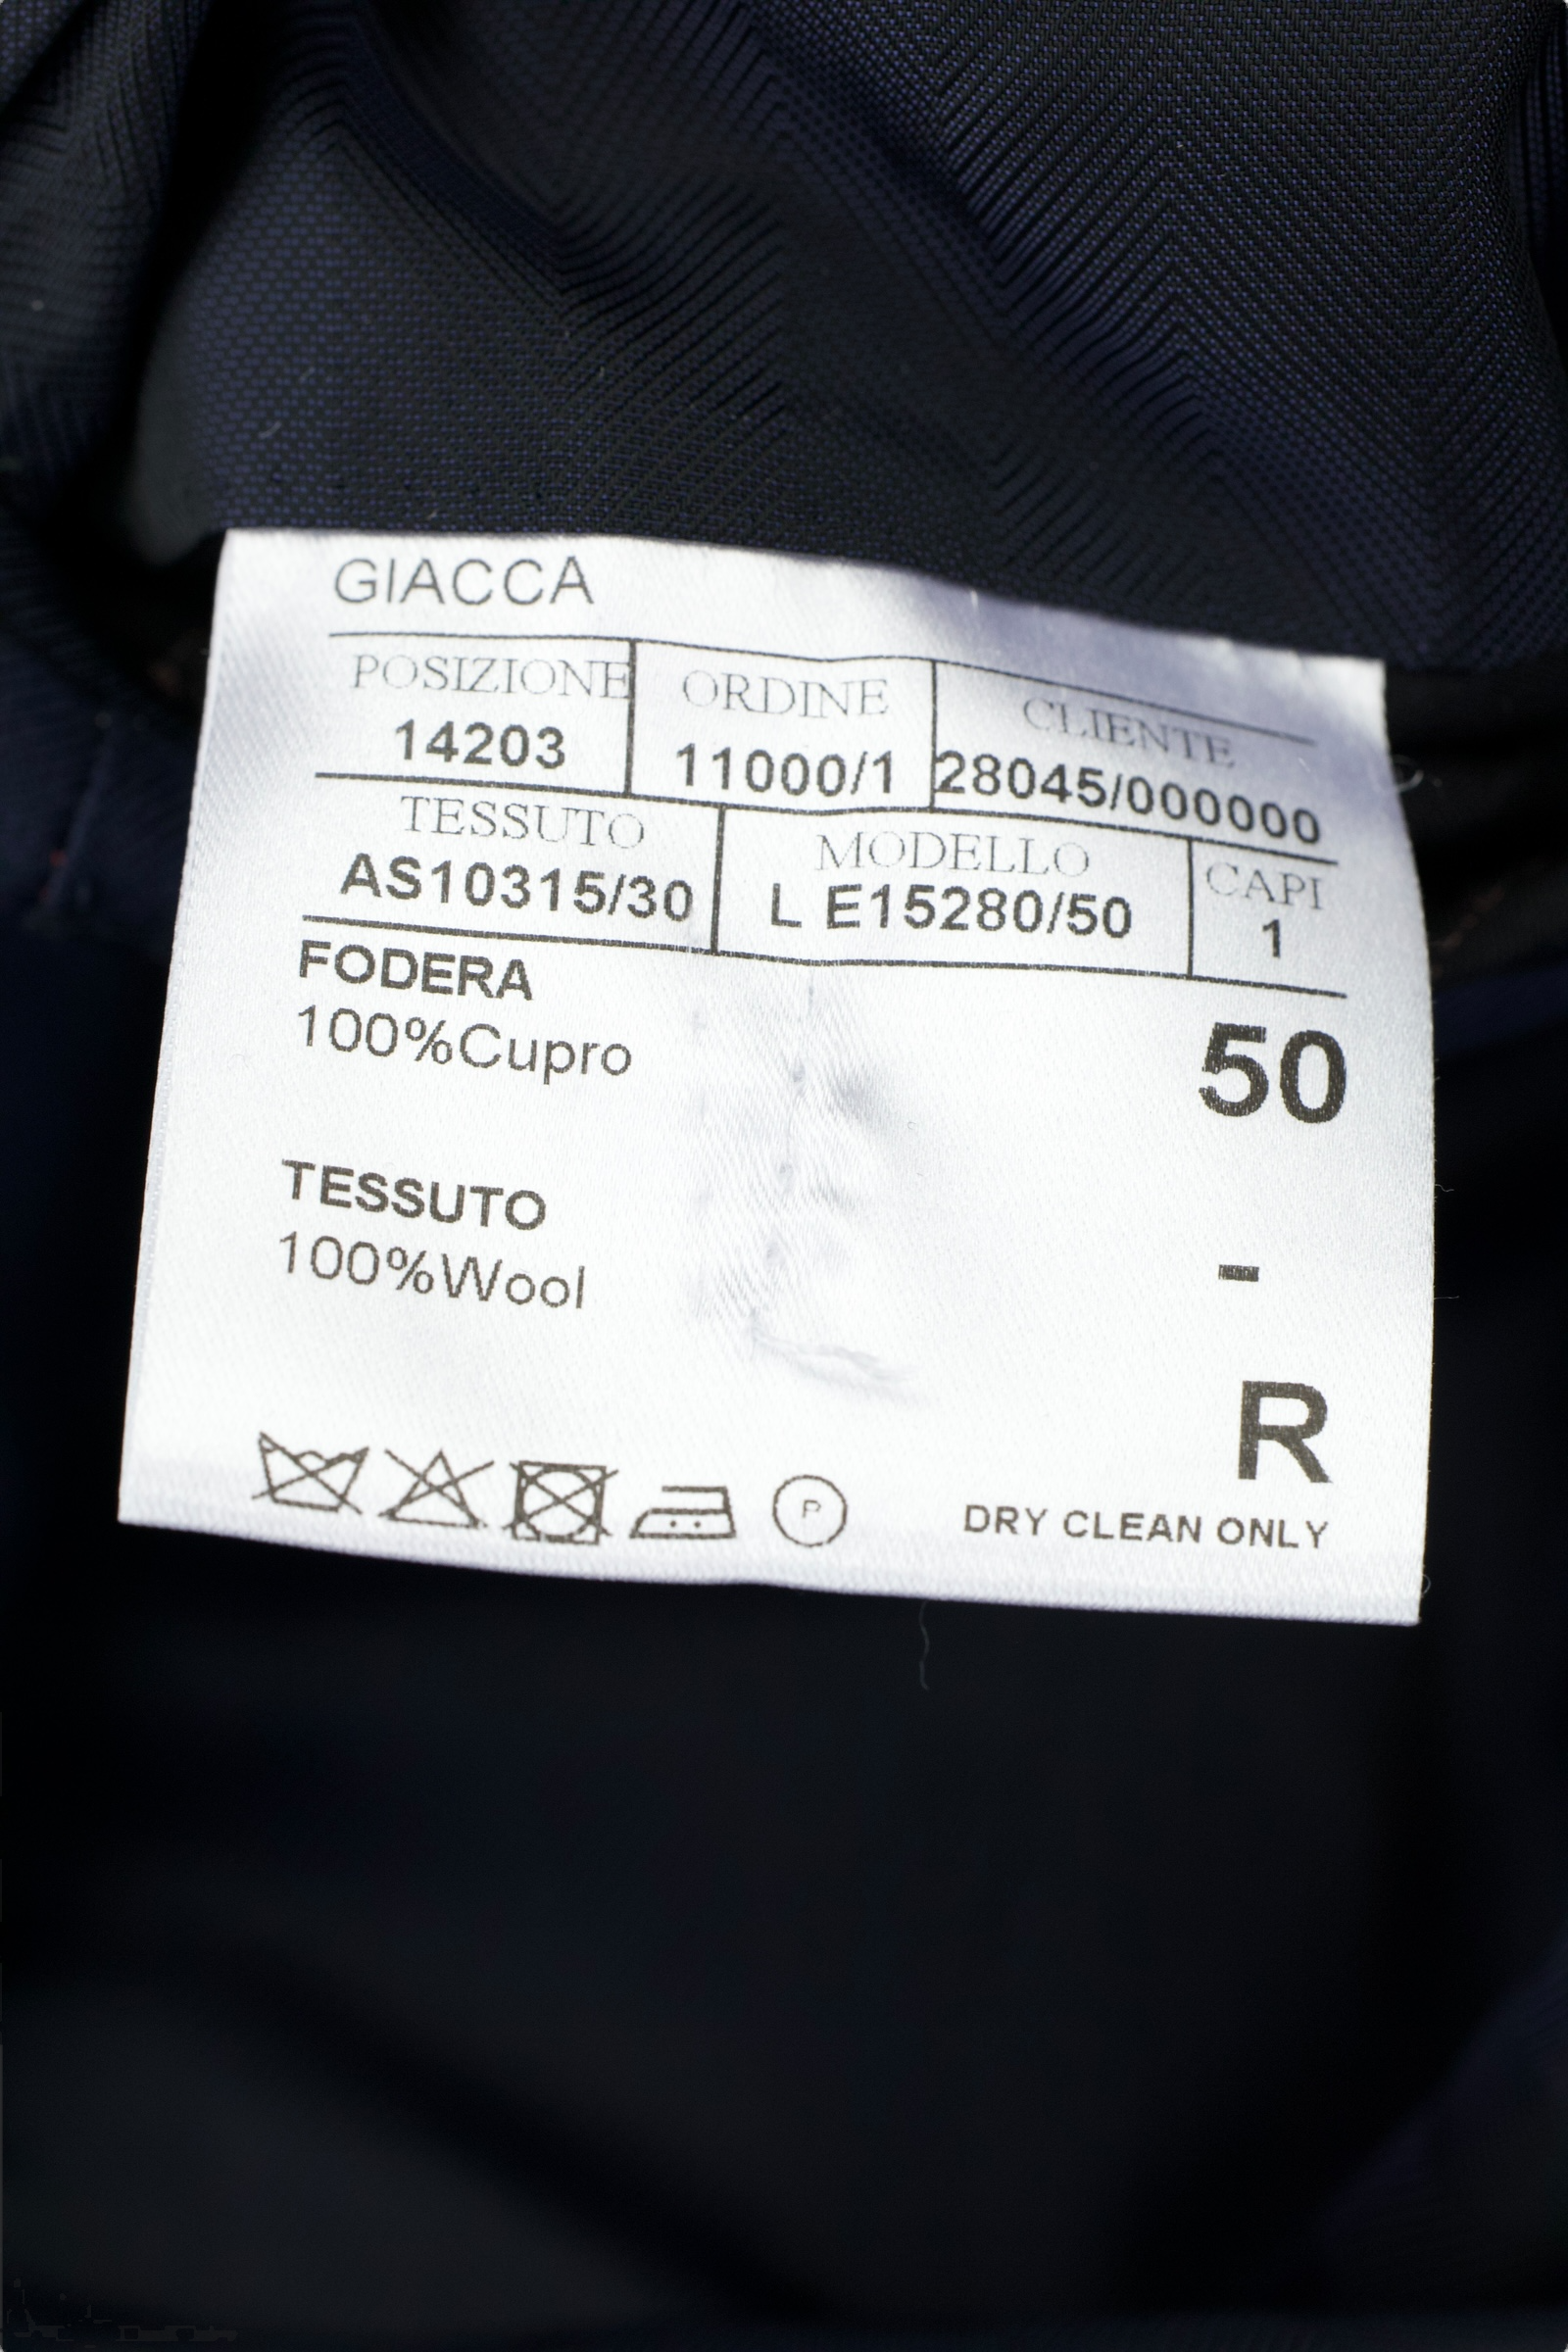 GIACCA
POSIZIONE ORDINE CLIENTE
14203 11000/1 28045/000000
TESSUTO MODELLO CAPI
AS10315/30 L E15280/50 1
FODERA
100%Cupro
50
TESSUTO
100%Wool
-
R
P
DRY CLEAN ONLY